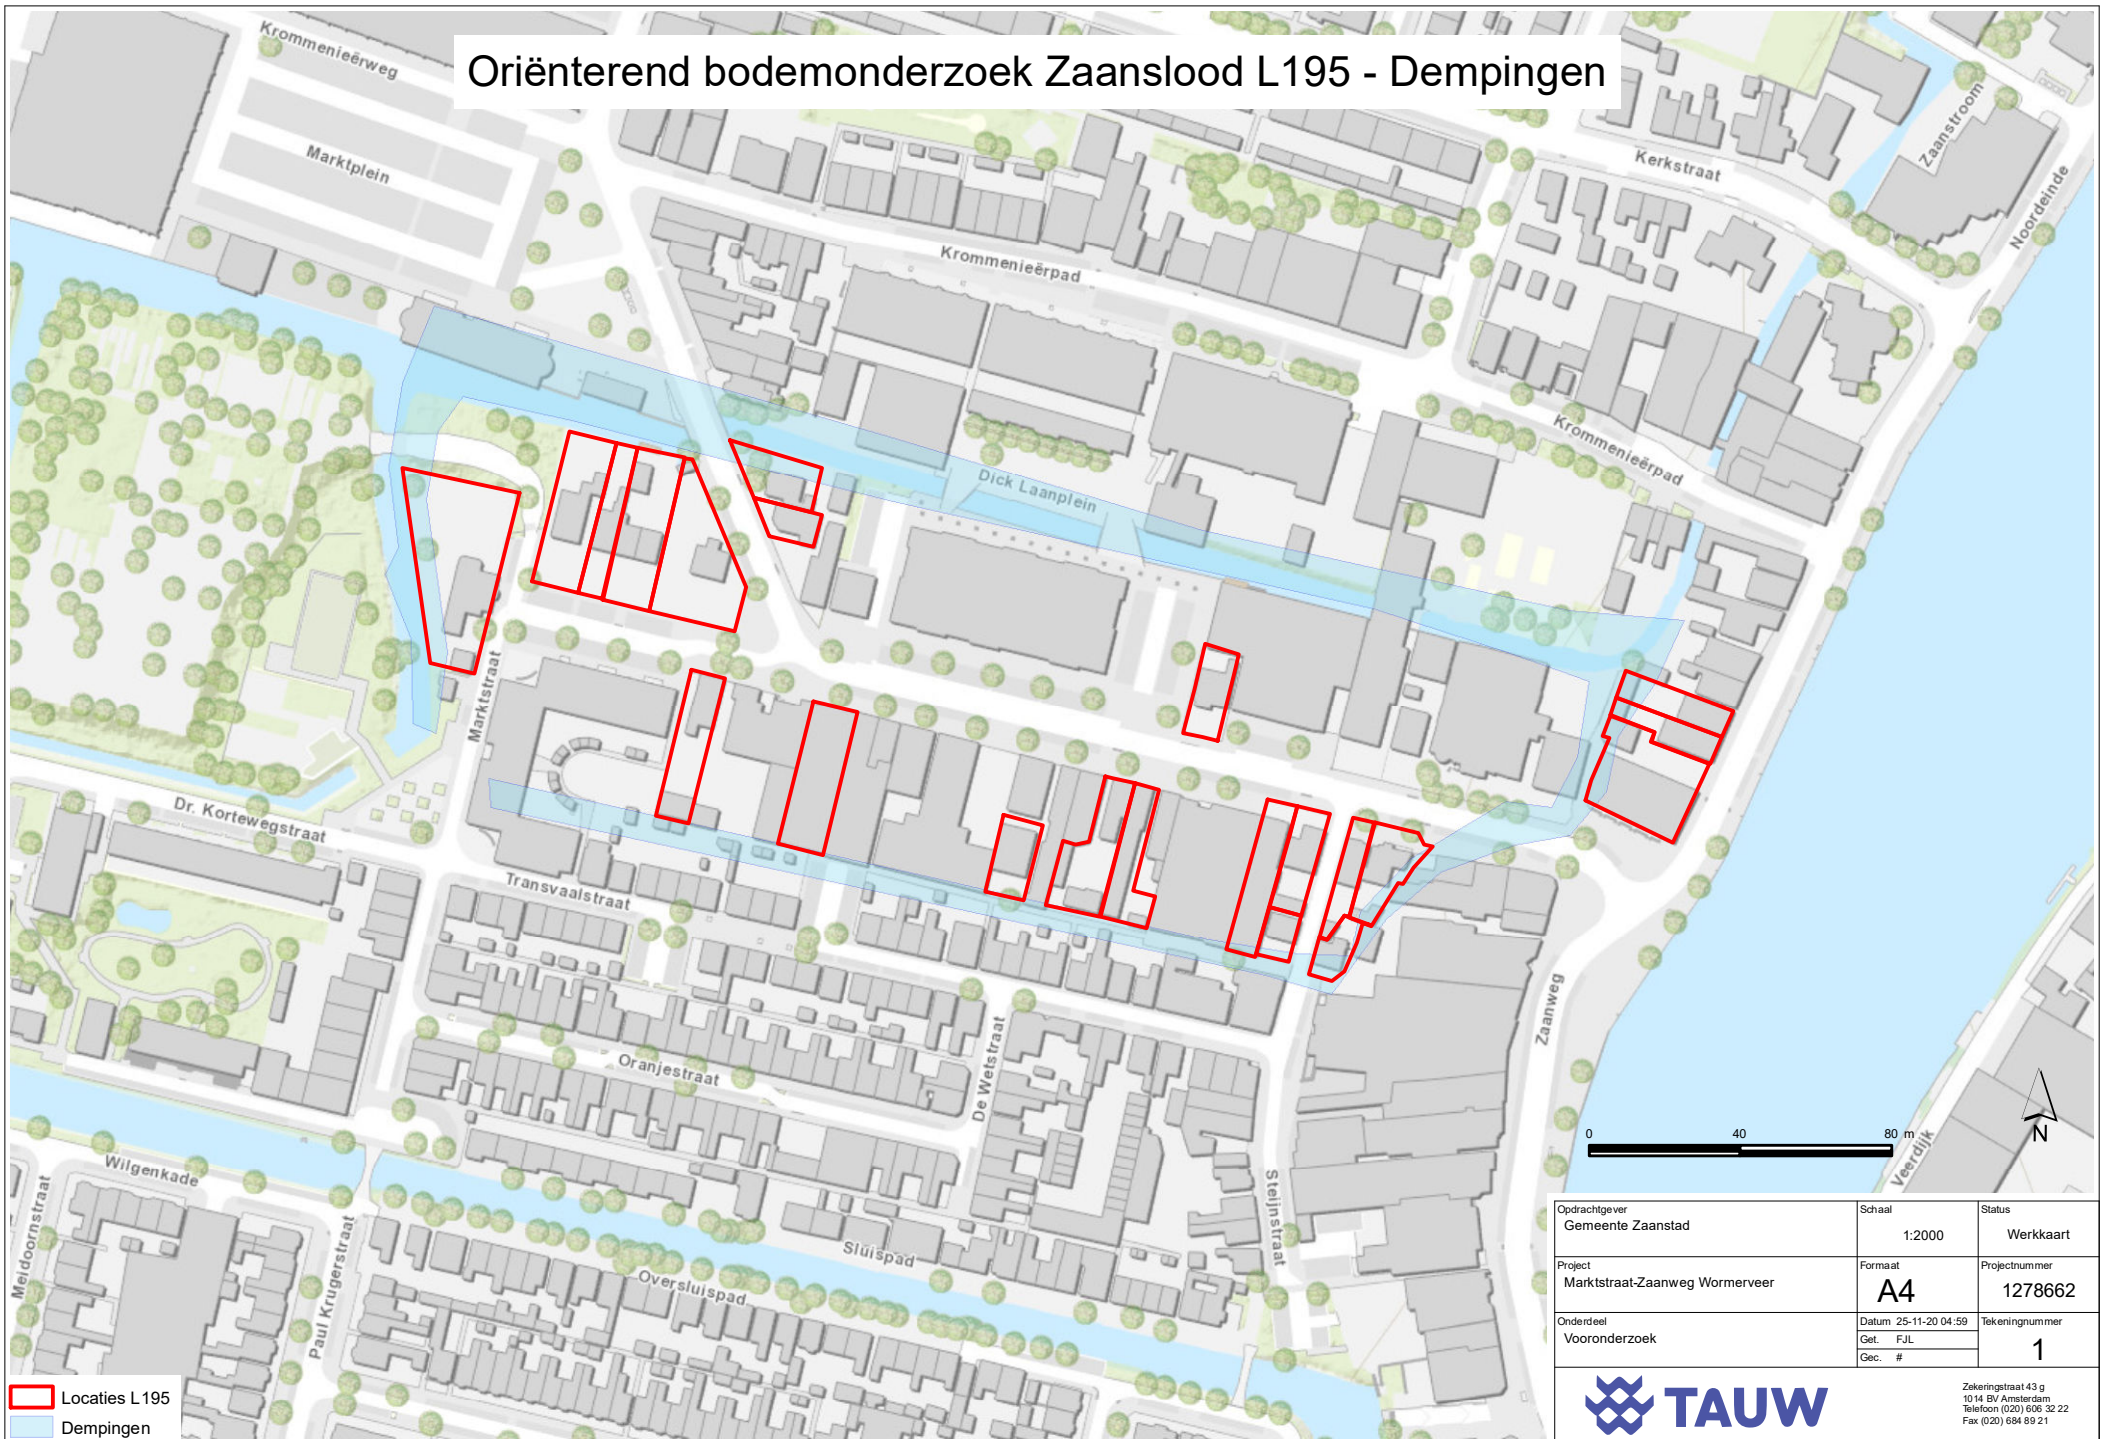 Oriënterend bodemonderzoek Zaanslood L195 - Dempingen
Krommenieërweg
Marktplein
Krommenieërpad
Kerkstraat
Zaanstroom
Noordeinde
Dick Laanplein
Krommenieërpad
Marktstraat
Dr. Kortewegstraat
Transvaalstraat
Oranjestraat
De Wetstraat
Zaanweg
Steijnstraat
Wilgenkade
Meidoornstraat
Paul Krugerstraat
Sluispad
Oversluispad
Veerdijk
0 40 80 m
N
Opdrachtgever
Gemeente Zaanstad
Schaal
1:2000
Status
Werkkaart
Project
Marktstraat-Zaanweg Wormerveer
Formaat
A4
Projectnummer
1278662
Onderdeel
Vooronderzoek
Datum 25-11-20 04:59
Get. FJL
Gec. #
Tekeningnummer
1
TAUW
Zekeringstraat 43 g
1014 BV Amsterdam
Telefoon (020) 606 32 22
Fax (020) 684 89 21
Locaties L195
Dempingen